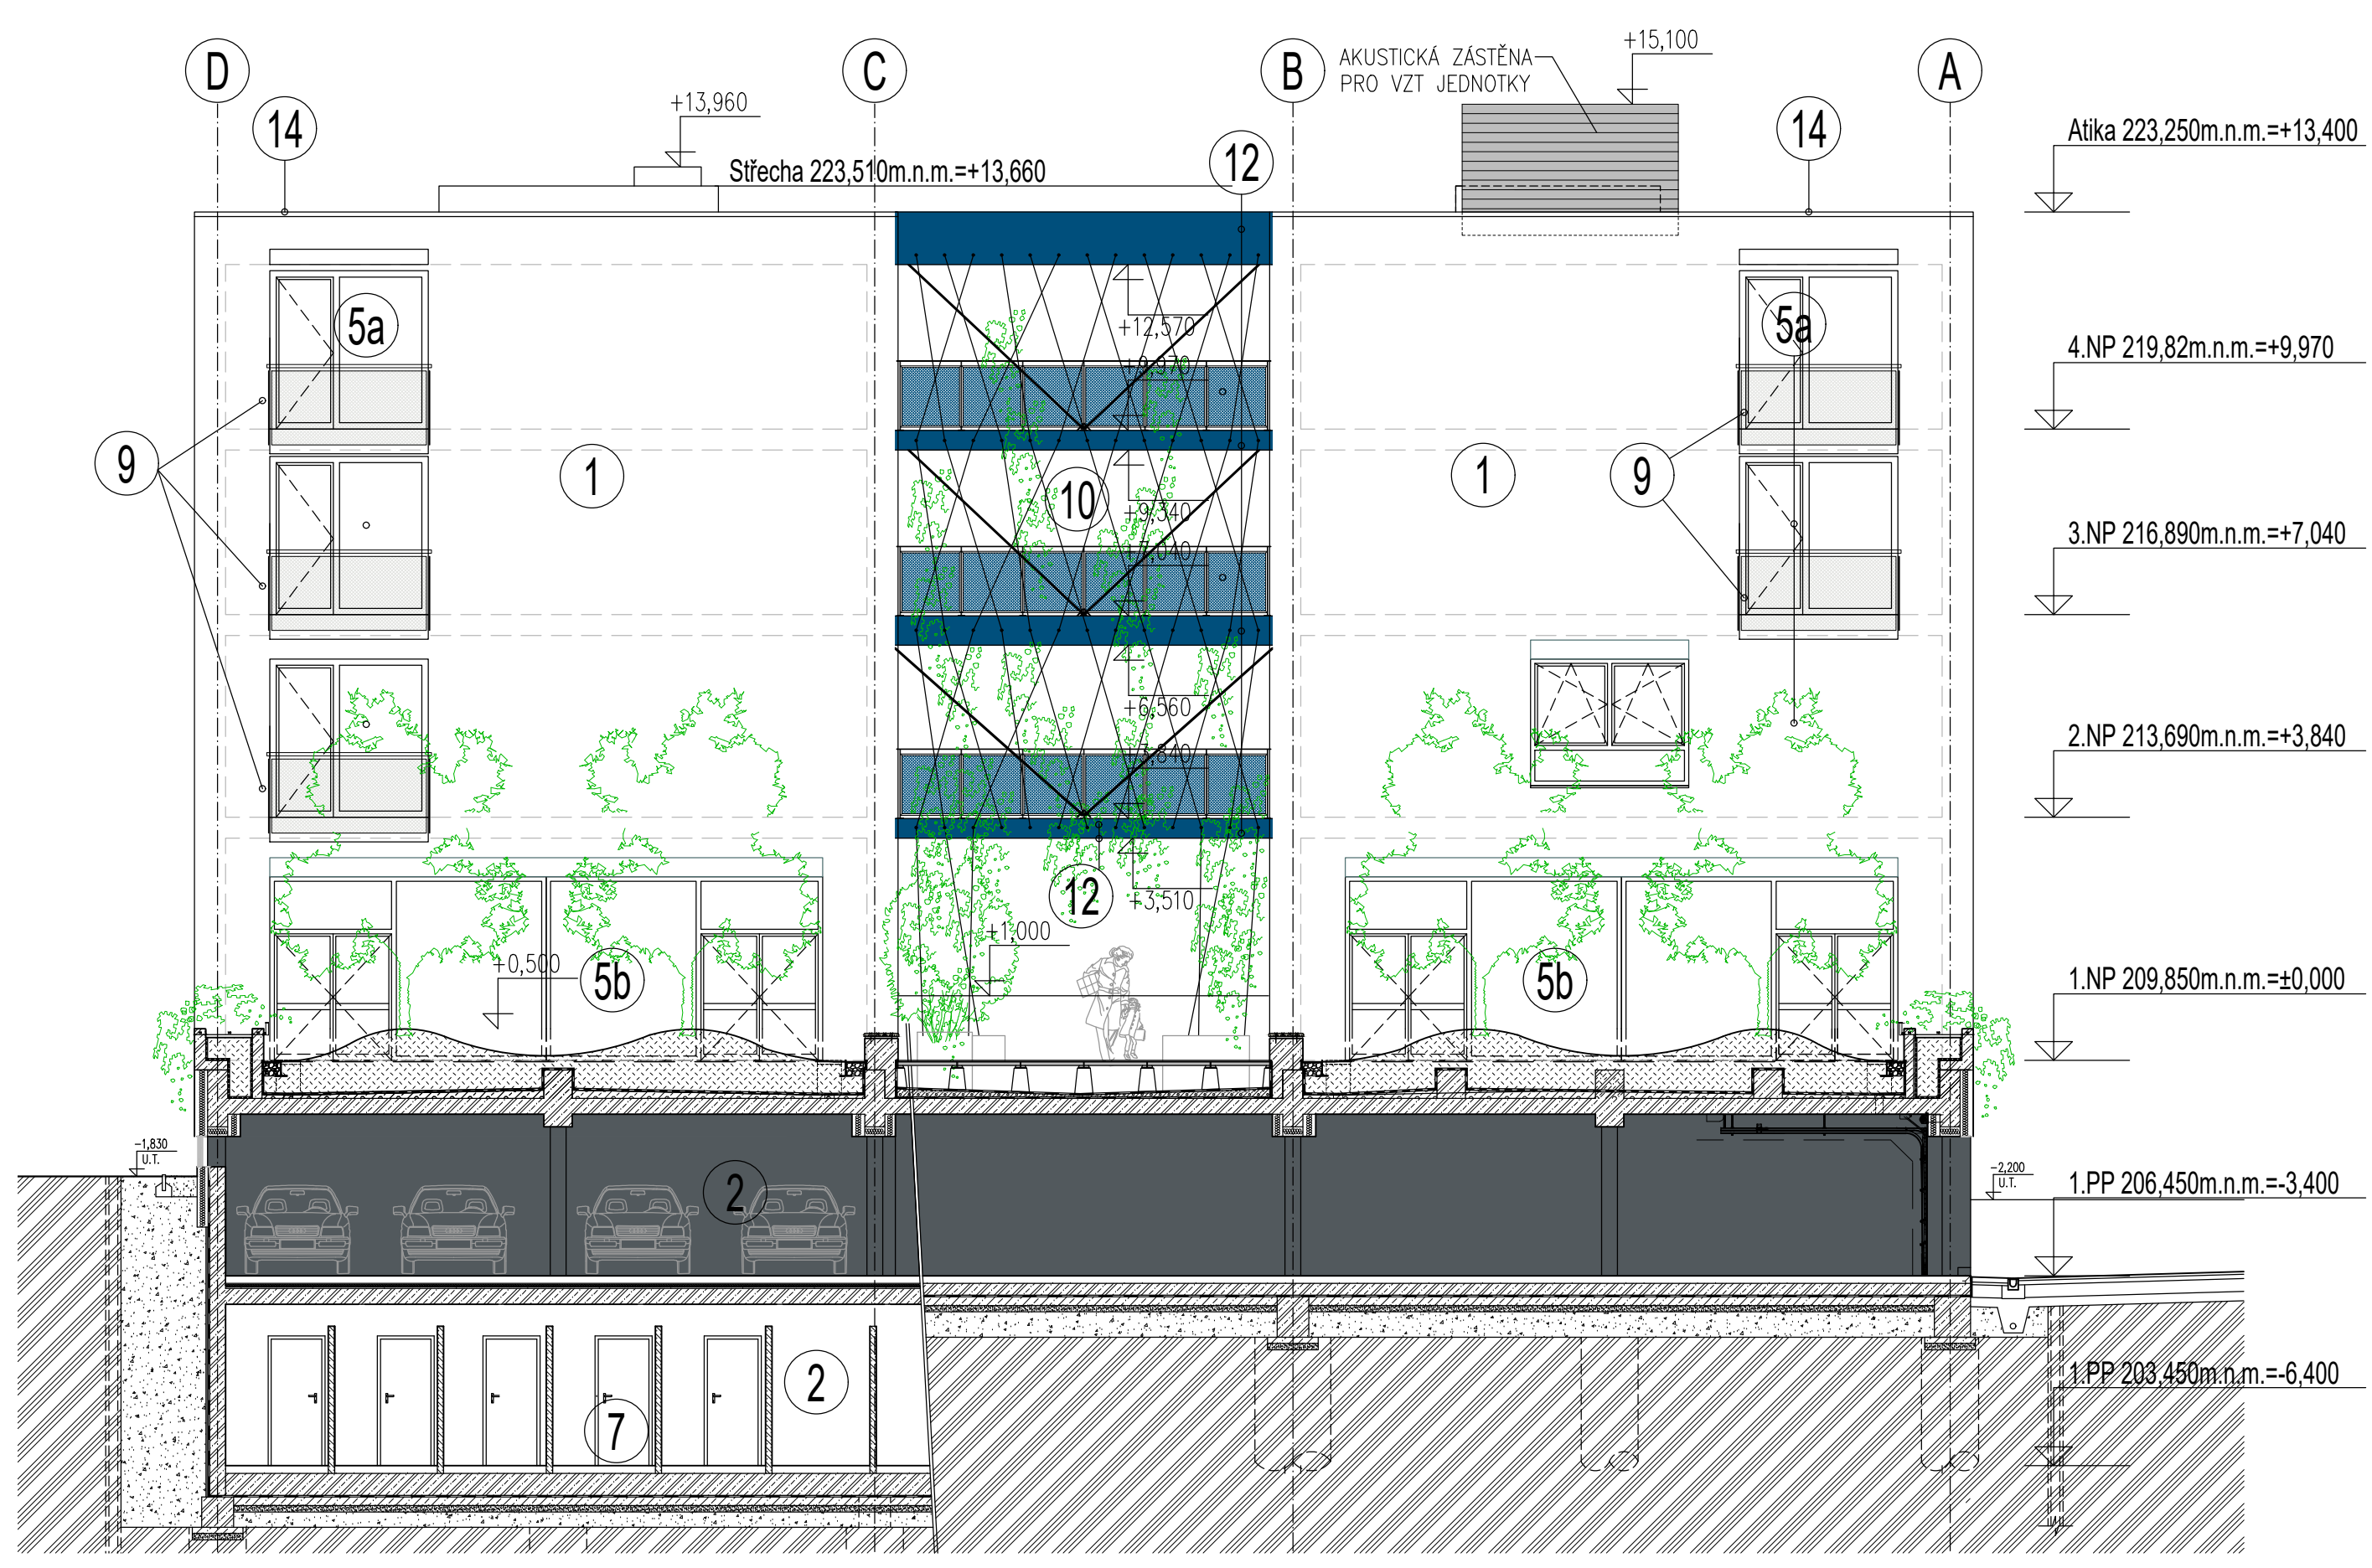 D
C
B
A
AKUSTICKÁ ZÁSTĚNA
PRO VZT JEDNOTKY
+15,100
+13,960
14
14
12
Atika 223,250m.n.m.=+13,400
Střecha 223,510m.n.m.=+13,660
5a
5a
+12,570
4.NP 219,82m.n.m.=+9,970
+9,970
9
1
10
1
9
+9,340
3.NP 216,890m.n.m.=+7,040
+7,040
+6,560
2.NP 213,690m.n.m.=+3,840
+3,840
12
+3,510
+1,000
+0,500
5b
5b
1.NP 209,850m.n.m.=±0,000
-1,830
U.T.
-2,200
U.T.
2
1.PP 206,450m.n.m.=-3,400
2
7
1.PP 203,450m.n.m.=-6,400